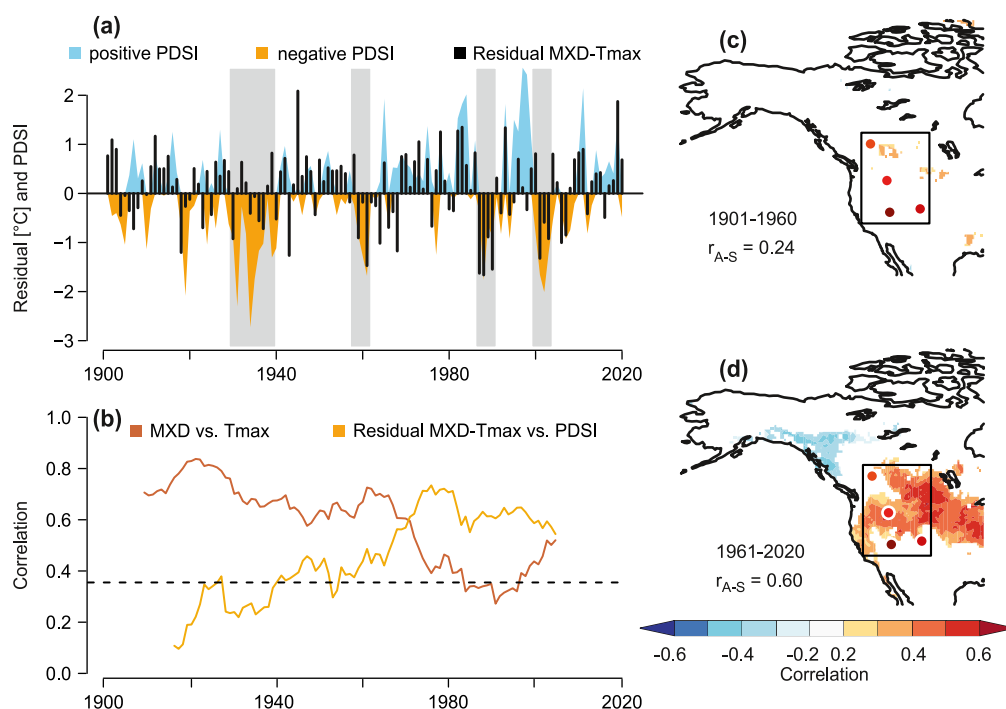 (a)
positive PDSI negative PDSI Residual MXD-Tmax
Residual [°C] and PDSI
2
1
0
−1
−2
−3
1900 1940 1980 2020
(b)
MXD vs. Tmax Residual MXD-Tmax vs. PDSI
Correlation
1.0
0.8
0.6
0.4
0.2
0.0
1900 1940 1980 2020
(c)
1901-1960
rA-S = 0.24
(d)
1961-2020
rA-S = 0.60
-0.6 -0.4 -0.2 0.2 0.4 0.6
Correlation